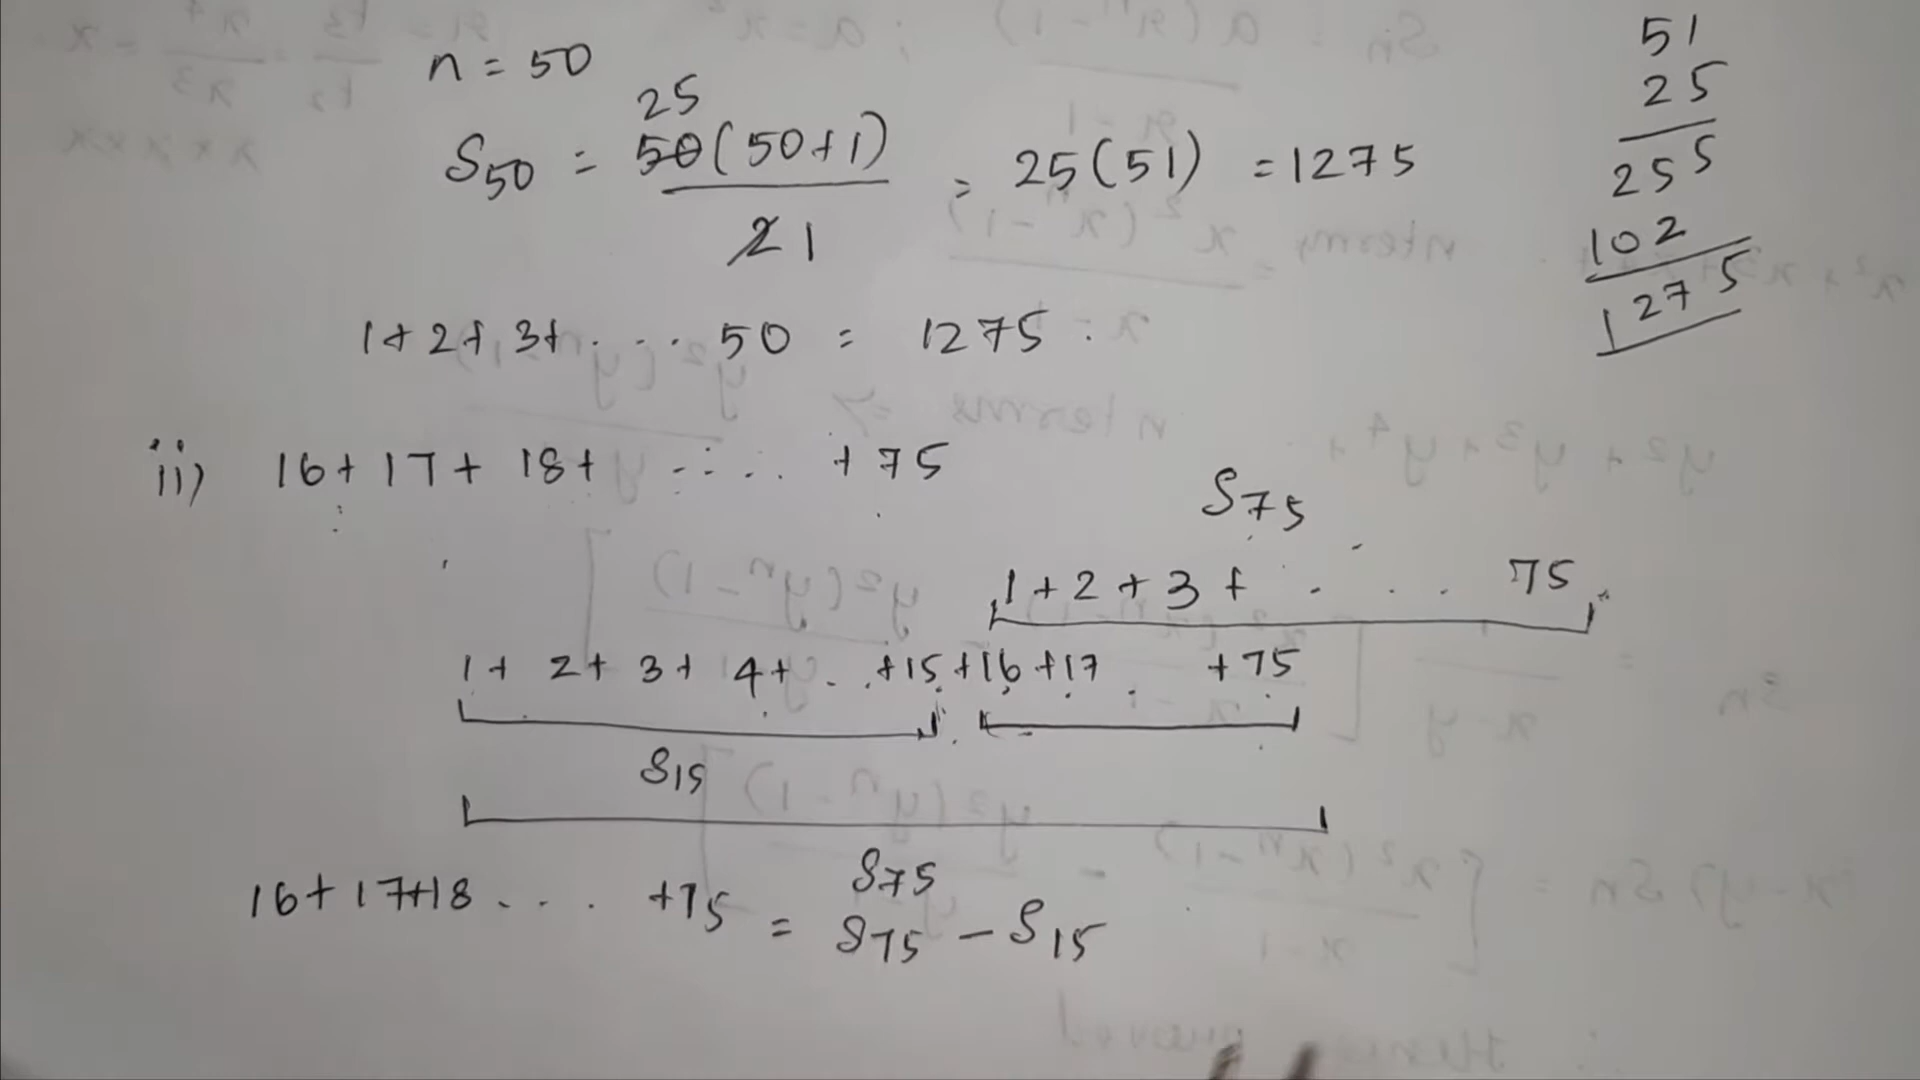 n = 50
25
S50 = 50(50+1) / 2 1 = 25(51) = 1275
51
25
255
102
1275
1+2+3+ . . . 50 = 1275.
ii) 16+17+18+ . . . . +75
S75
1+2+3+ . . . 75
1+2+3+4+ . . +15+16+17 . +75
S15
S75
16+17+18 . . . +75 = S75 - S15